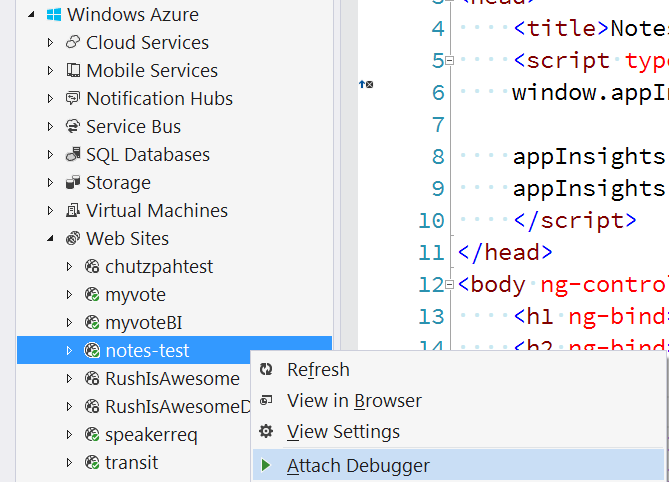 Windows Azure
Cloud Services
Mobile Services
Notification Hubs
Service Bus
SQL Databases
Storage
Virtual Machines
Web Sites
chutzpahtest
myvote
myvoteBI
notes-test
RushIsAwesome
RushIsAwesomeD
speakerreq
transit
Refresh
View in Browser
View Settings
Attach Debugger
<head>
4 <title>Notes
5 <script type
6 window.appIn
7
8 appInsights
9 appInsights
10 </script>
11 </head>
12 <body ng-contro
13 <h1 ng-bind=
14 <h2 ng-bind=